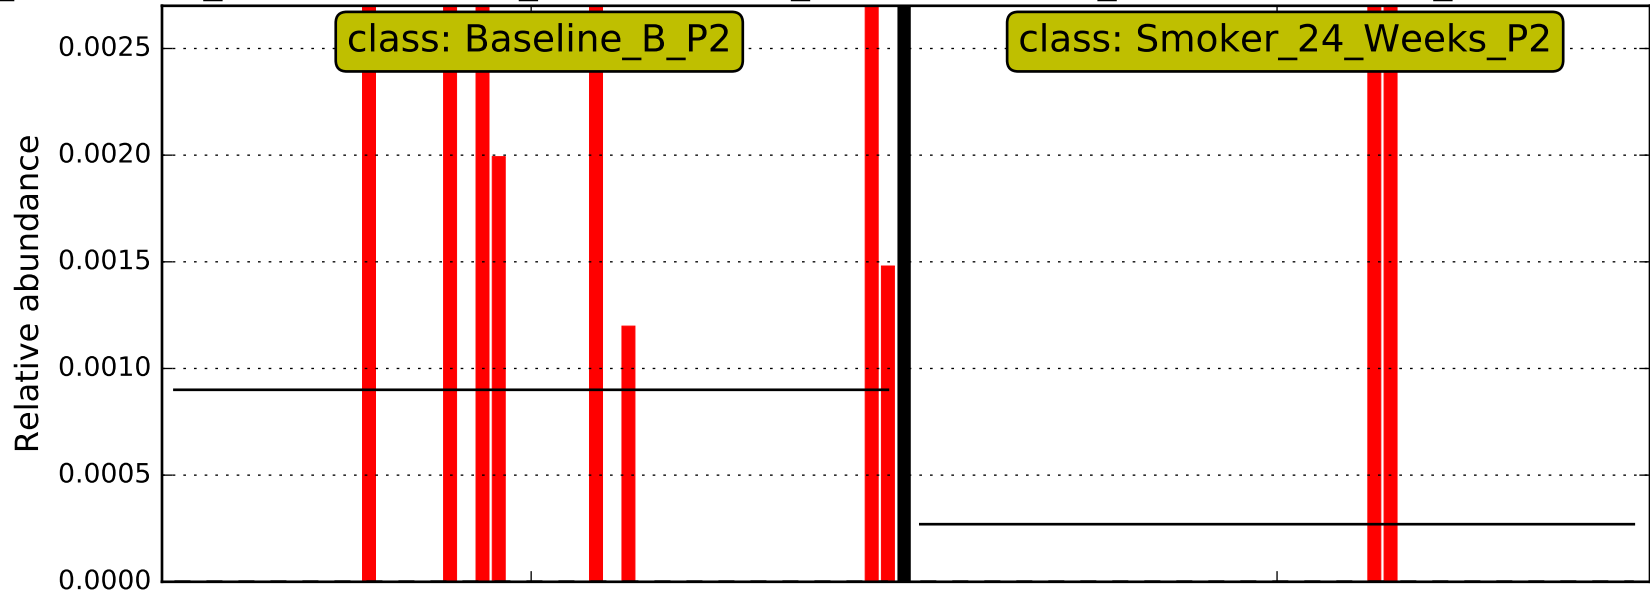 class: Baseline_B_P2
class: Smoker_24_Weeks_P2
Relative abundance
0.0025
0.0020
0.0015
0.0010
0.0005
0.0000